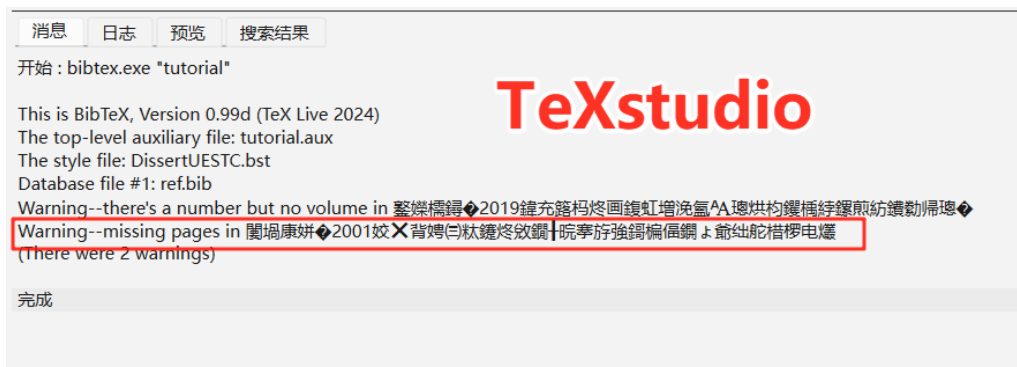 消息 日志 预览 搜索结果
开始 : bibtex.exe "tutorial"
TeXstudio
This is BibTeX, Version 0.99d (TeX Live 2024)
The top-level auxiliary file: tutorial.aux
The style file: DissertUESTC.bst
Database file #1: ref.bib
Warning--there's a number but no volume in
Warning--missing pages in
(There were 2 warnings)
完成